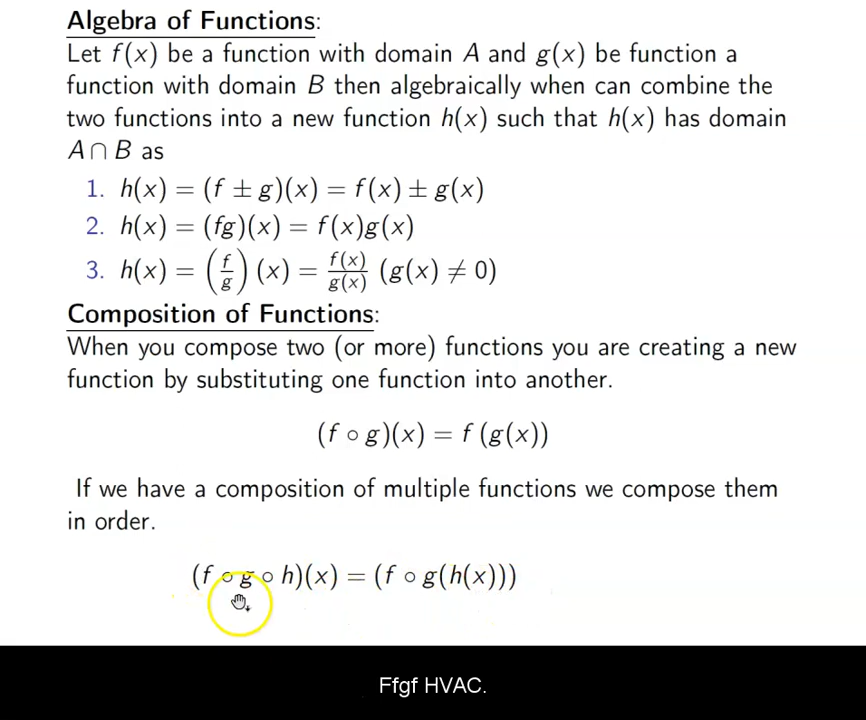 Algebra of Functions:
Let f(x) be a function with domain A and g(x) be function a
function with domain B then algebraically when can combine the
two functions into a new function h(x) such that h(x) has domain
A ∩ B as
1. h(x) = (f ± g)(x) = f(x) ± g(x)
2. h(x) = (fg)(x) = f(x)g(x)
3. h(x) = (f/g)(x) = f(x)/g(x) (g(x) ≠ 0)
Composition of Functions:
When you compose two (or more) functions you are creating a new
function by substituting one function into another.
(f ∘ g)(x) = f (g(x))
If we have a composition of multiple functions we compose them
in order.
(f ∘ g ∘ h)(x) = (f ∘ g(h(x)))
Ffgf HVAC.